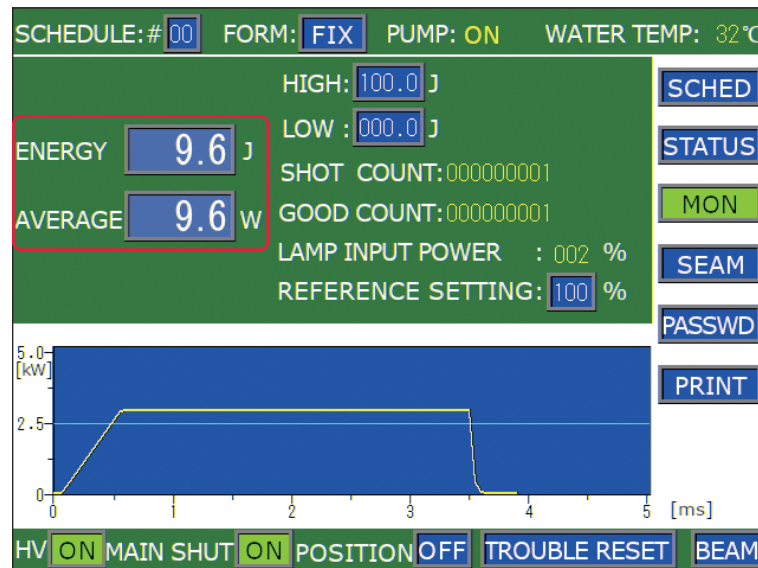 SCHEDULE:# 00 FORM: FIX PUMP: ON WATER TEMP: 32℃
HIGH: 100.0 J
LOW : 000.0 J
ENERGY 9.6 J
SHOT COUNT:000000001
AVERAGE 9.6 W
GOOD COUNT:000000001
LAMP INPUT POWER : 002 %
REFERENCE SETTING: 100 %
SCHED
STATUS
MON
SEAM
PASSWD
PRINT
5.0
[kW]
2.5
0
0 1 2 3 4 5 [ms]
HV ON MAIN SHUT ON POSITION OFF TROUBLE RESET BEAM